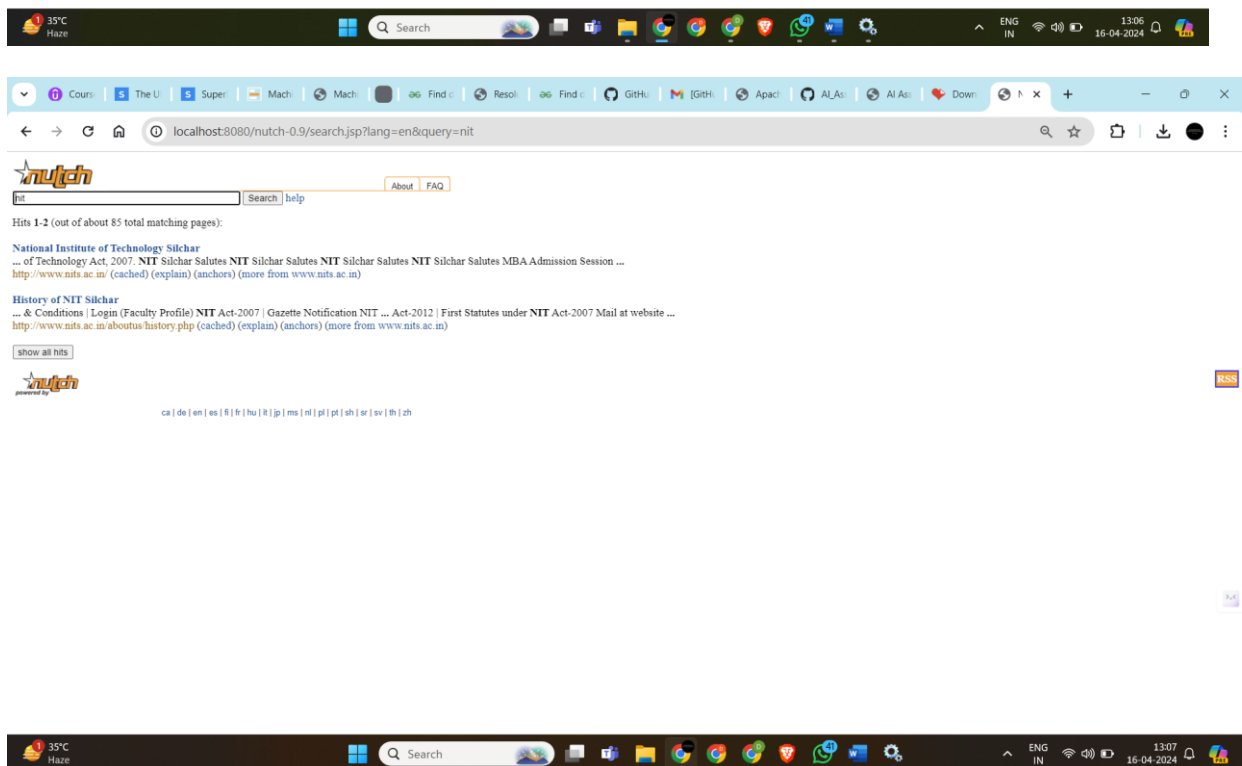 35°C
Haze
Search
ENG
IN
13:06
16-04-2024
Cours
The U
Super
Mach
Mach
Find c
Resol
Find c
GitHu
[GitH
Apach
AI_As
AI Ass
Down
N
localhost:8080/nutch-0.9/search.jsp?lang=en&query=nit
nutch
About FAQ
nit Search help
Hits 1-2 (out of about 85 total matching pages):
National Institute of Technology Silchar
... of Technology Act, 2007. NIT Silchar Salutes NIT Silchar Salutes NIT Silchar Salutes NIT Silchar Salutes MBA Admission Session ...
http://www.nits.ac.in/ (cached) (explain) (anchors) (more from www.nits.ac.in)
History of NIT Silchar
... & Conditions | Login (Faculty Profile) NIT Act-2007 | Gazette Notification NIT ... Act-2012 | First Statutes under NIT Act-2007 Mail at website ...
http://www.nits.ac.in/aboutus/history.php (cached) (explain) (anchors) (more from www.nits.ac.in)
show all hits
powered by nutch
RSS
ca | de | en | es | fi | fr | hu | it | jp | ms | nl | pl | pt | sh | sr | sv | th | zh
35°C
Haze
Search
ENG
IN
13:07
16-04-2024